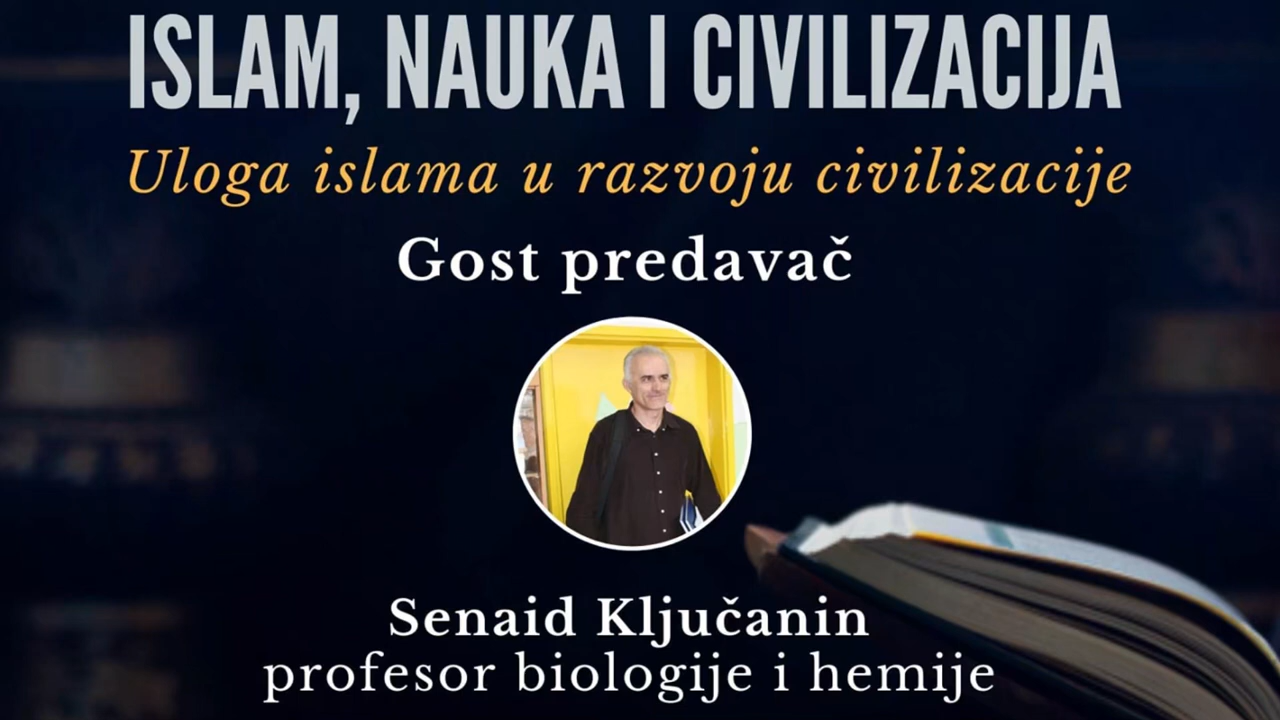 ISLAM, NAUKA I CIVILIZACIJA
Uloga islama u razvoju civilizacije
Gost predavač
Senaid Ključanin
profesor biologije i hemije